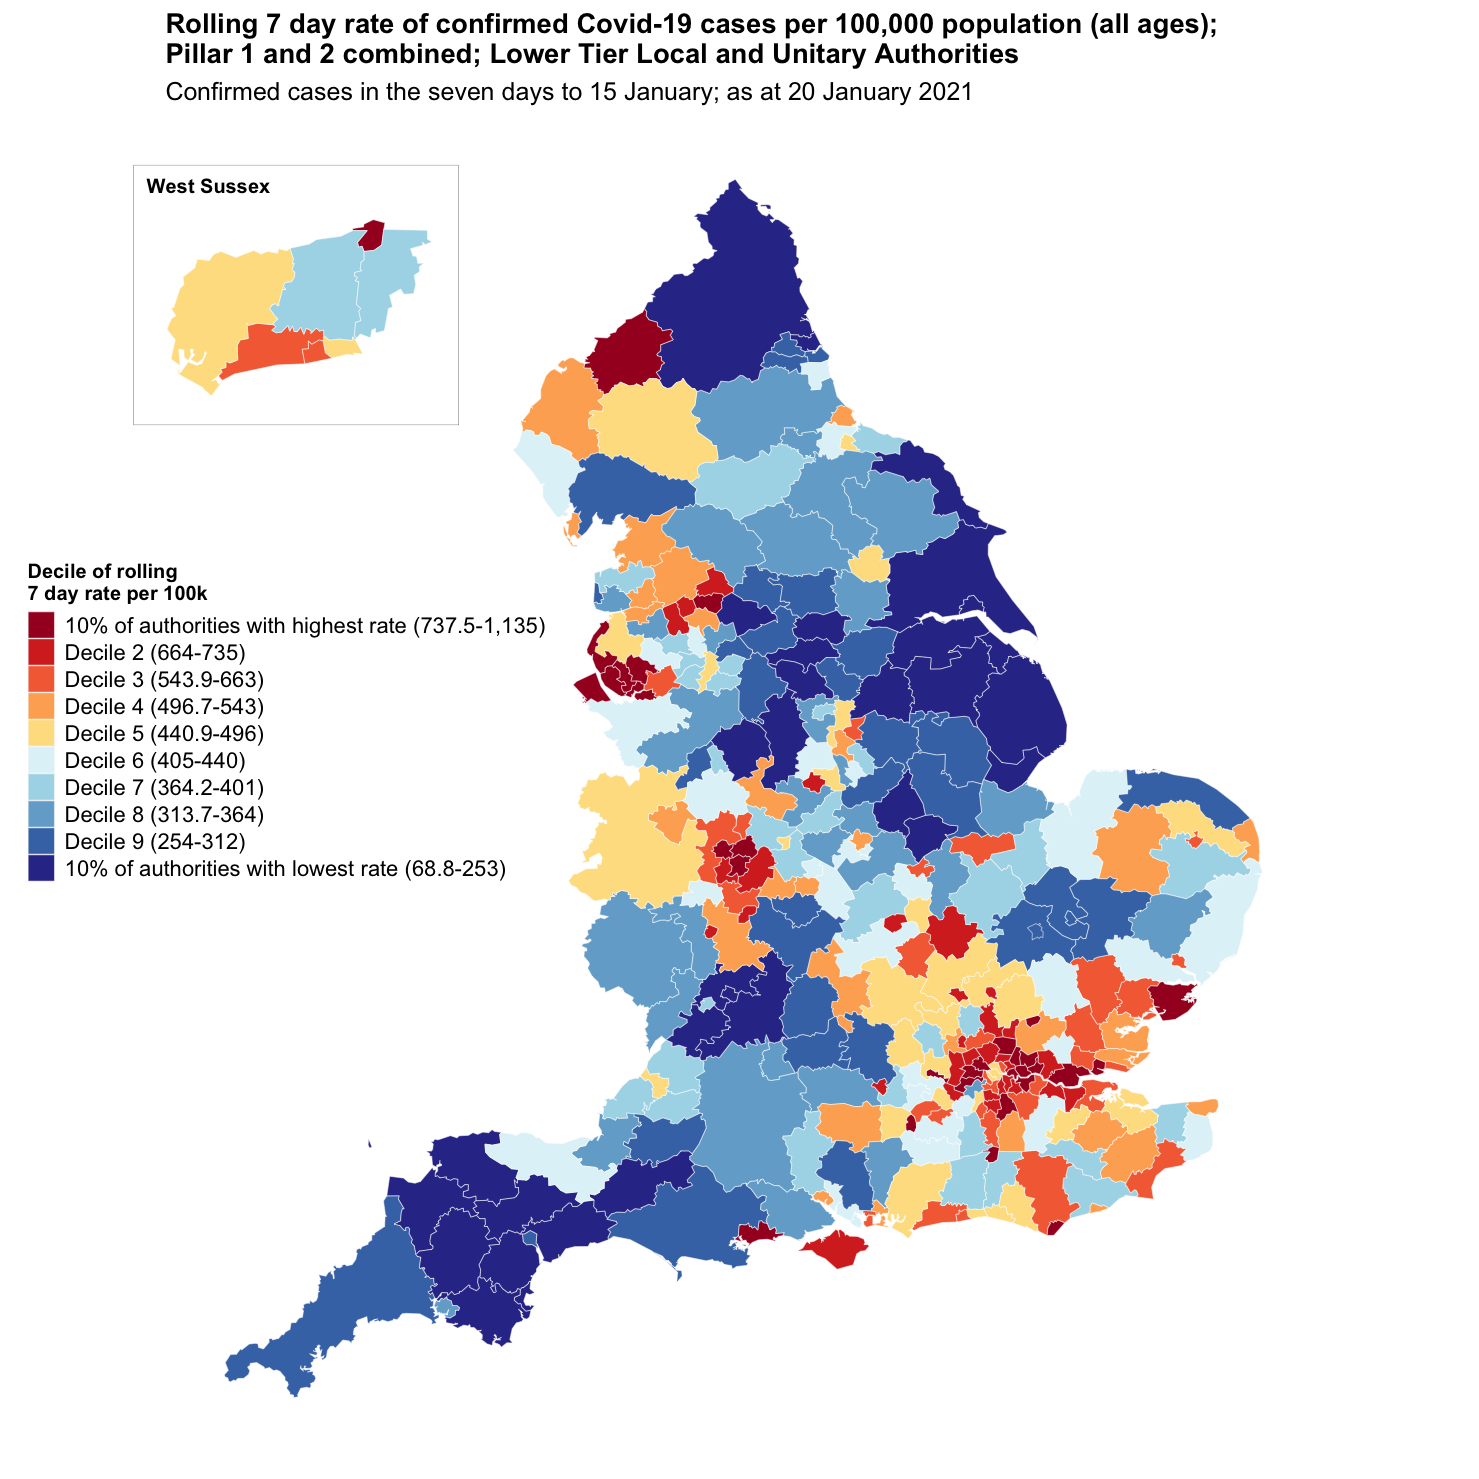 Rolling 7 day rate of confirmed Covid-19 cases per 100,000 population (all ages);
Pillar 1 and 2 combined; Lower Tier Local and Unitary Authorities
Confirmed cases in the seven days to 15 January; as at 20 January 2021
West Sussex
Decile of rolling
7 day rate per 100k
10% of authorities with highest rate (737.5-1,135)
Decile 2 (664-735)
Decile 3 (543.9-663)
Decile 4 (496.7-543)
Decile 5 (440.9-496)
Decile 6 (405-440)
Decile 7 (364.2-401)
Decile 8 (313.7-364)
Decile 9 (254-312)
10% of authorities with lowest rate (68.8-253)